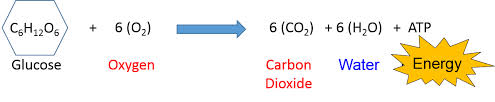 C₆H₁₂O₆ + 6 (O₂) 6 (CO₂) + 6 (H₂O) + ATP
Glucose Oxygen Carbon Dioxide Water Energy